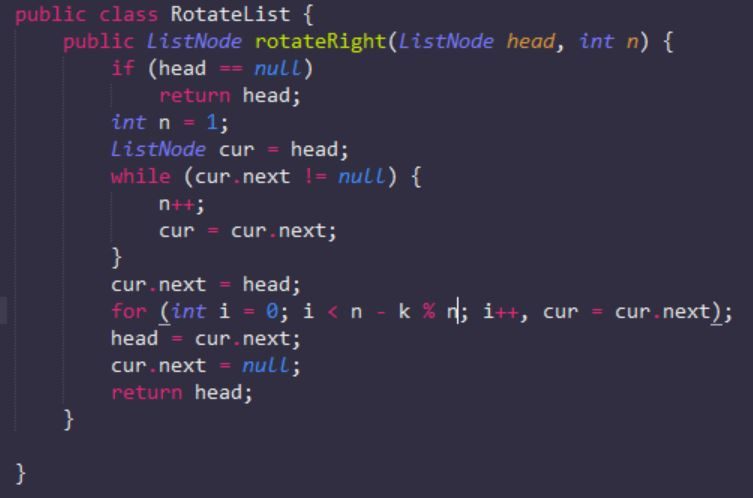 public class RotateList {
    public ListNode rotateRight(ListNode head, int n) {
        if (head == null)
            return head;
        int n = 1;
        ListNode cur = head;
        while (cur.next != null) {
            n++;
            cur = cur.next;
        }
        cur.next = head;
        for (int i = 0; i < n - k % n; i++, cur = cur.next);
        head = cur.next;
        cur.next = null;
        return head;
    }

}